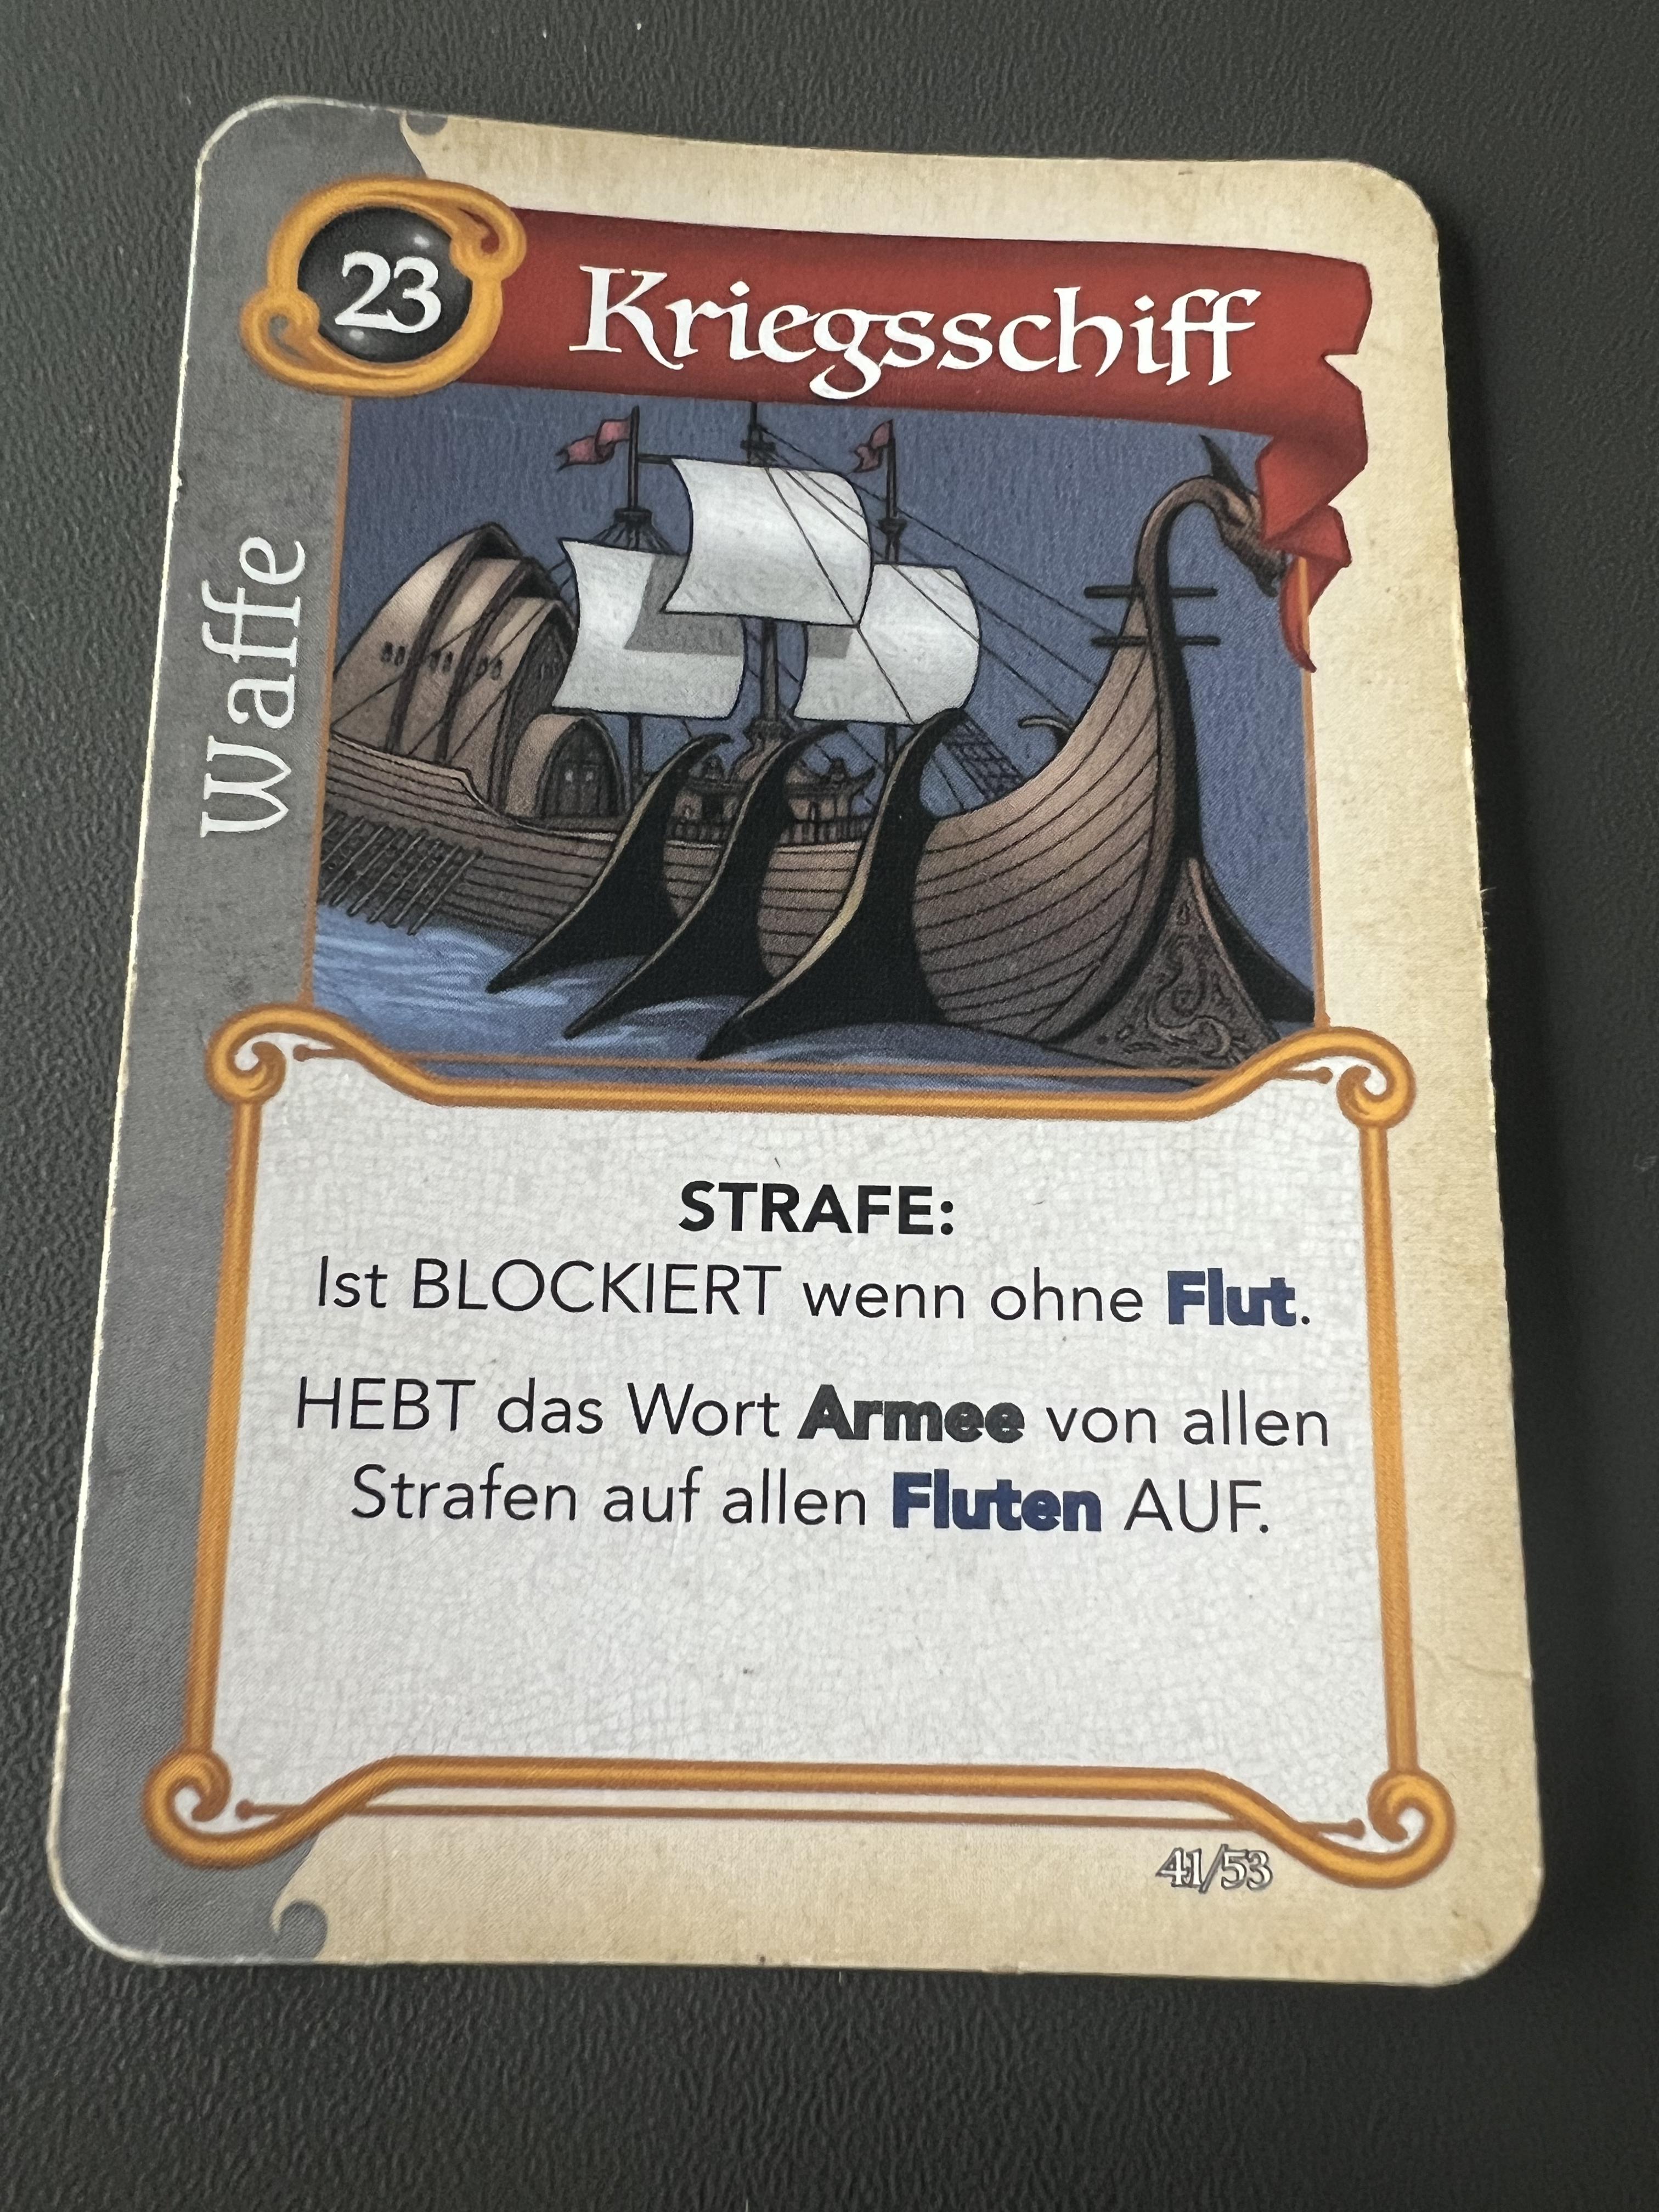 23
Kriegsschiff
Waffe
STRAFE:
Ist BLOCKIERT wenn ohne Flut.
HEBT das Wort Armee von allen
Strafen auf allen Fluten AUF.
41/53